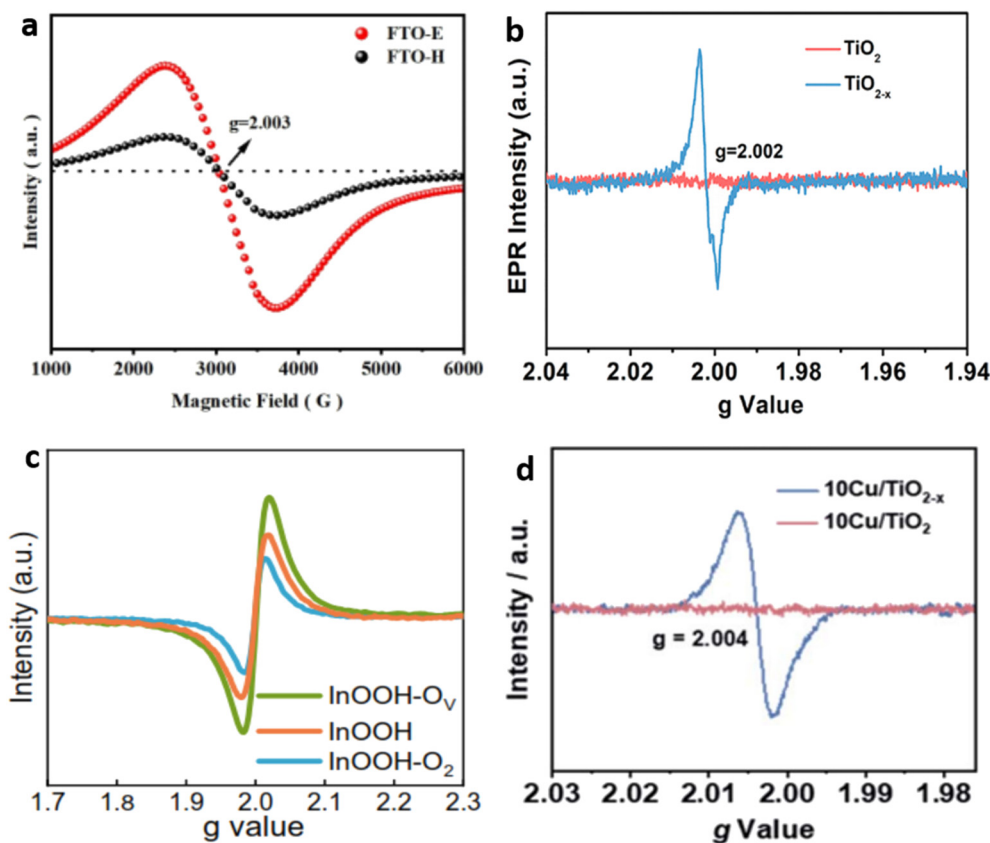 a
FTO-E
FTO-H
g=2.003
Intensity ( a.u. )
1000 2000 3000 4000 5000 6000
Magnetic Field ( G )
b
TiO2
TiO2-x
g=2.002
EPR Intensity (a.u.)
2.04 2.02 2.00 1.98 1.96 1.94
g Value
c
Intensity (a.u.)
InOOH-OV
InOOH
InOOH-O2
1.7 1.8 1.9 2.0 2.1 2.2 2.3
g value
d
10Cu/TiO2-x
10Cu/TiO2
g = 2.004
Intensity / a.u.
2.03 2.02 2.01 2.00 1.99 1.98
g Value